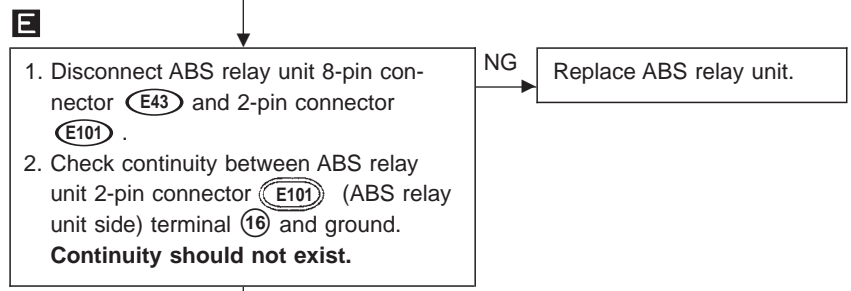 E
1. Disconnect ABS relay unit 8-pin con-
nector E43 and 2-pin connector
E101 .
2. Check continuity between ABS relay
unit 2-pin connector E101 (ABS relay
unit side) terminal 16 and ground.
Continuity should not exist.
NG
Replace ABS relay unit.